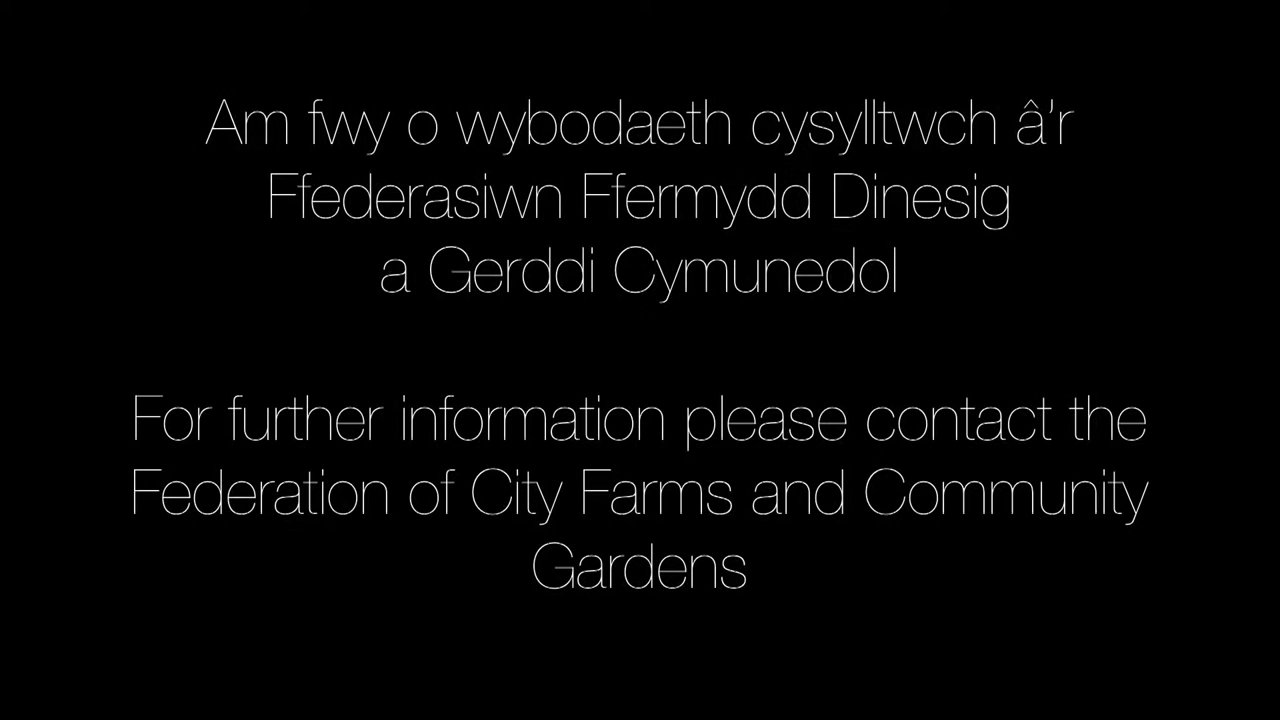 Am fwy o wybodaeth cysylltwch â'r
Ffederasiwn Ffermydd Dinesig
a Gerddi Cymunedol
For further information please contact the
Federation of City Farms and Community
Gardens